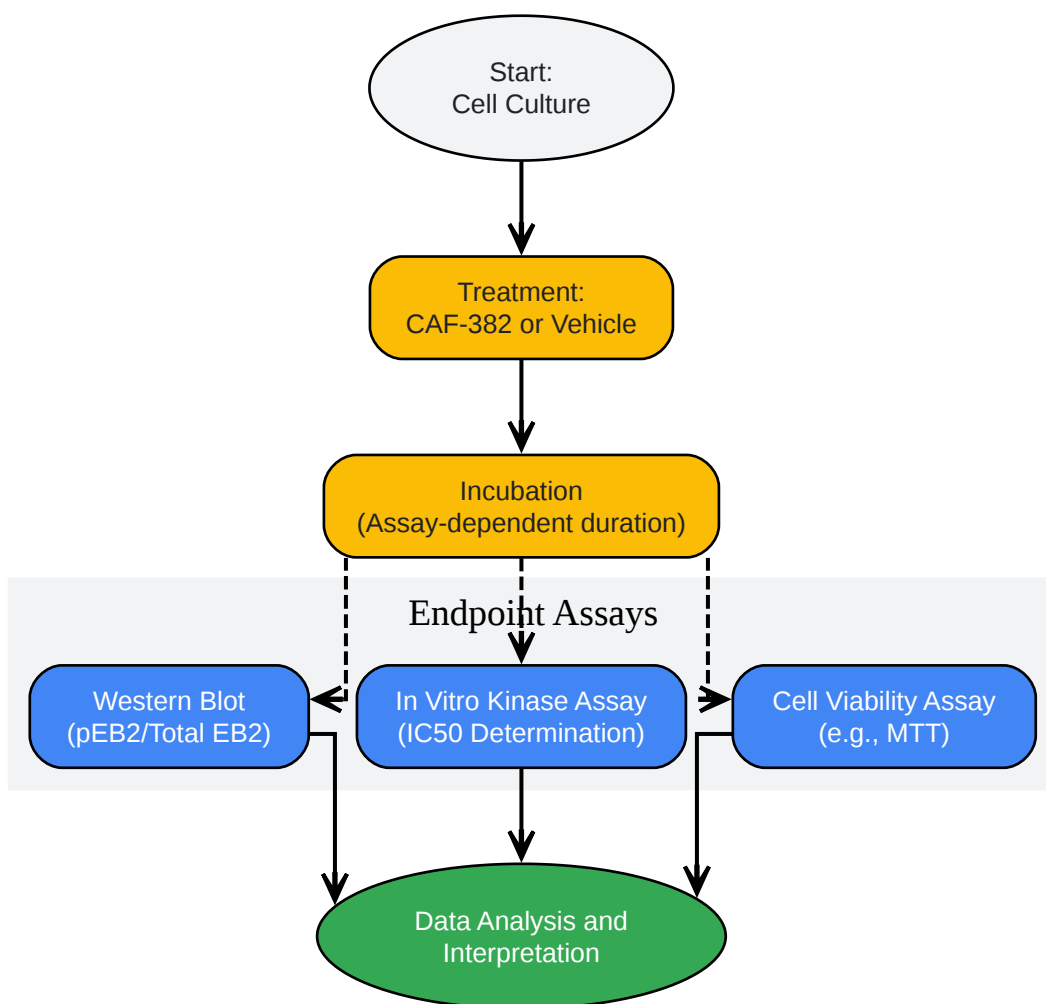 Start:
Cell Culture
Treatment:
CAF-382 or Vehicle
Incubation
(Assay-dependent duration)
Endpoint Assays
Western Blot
(pEB2/Total EB2)
In Vitro Kinase Assay
(IC50 Determination)
Cell Viability Assay
(e.g., MTT)
Data Analysis and
Interpretation